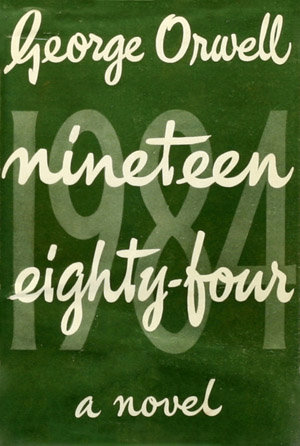 George Orwell
1984
nineteen
eighty-four
a novel